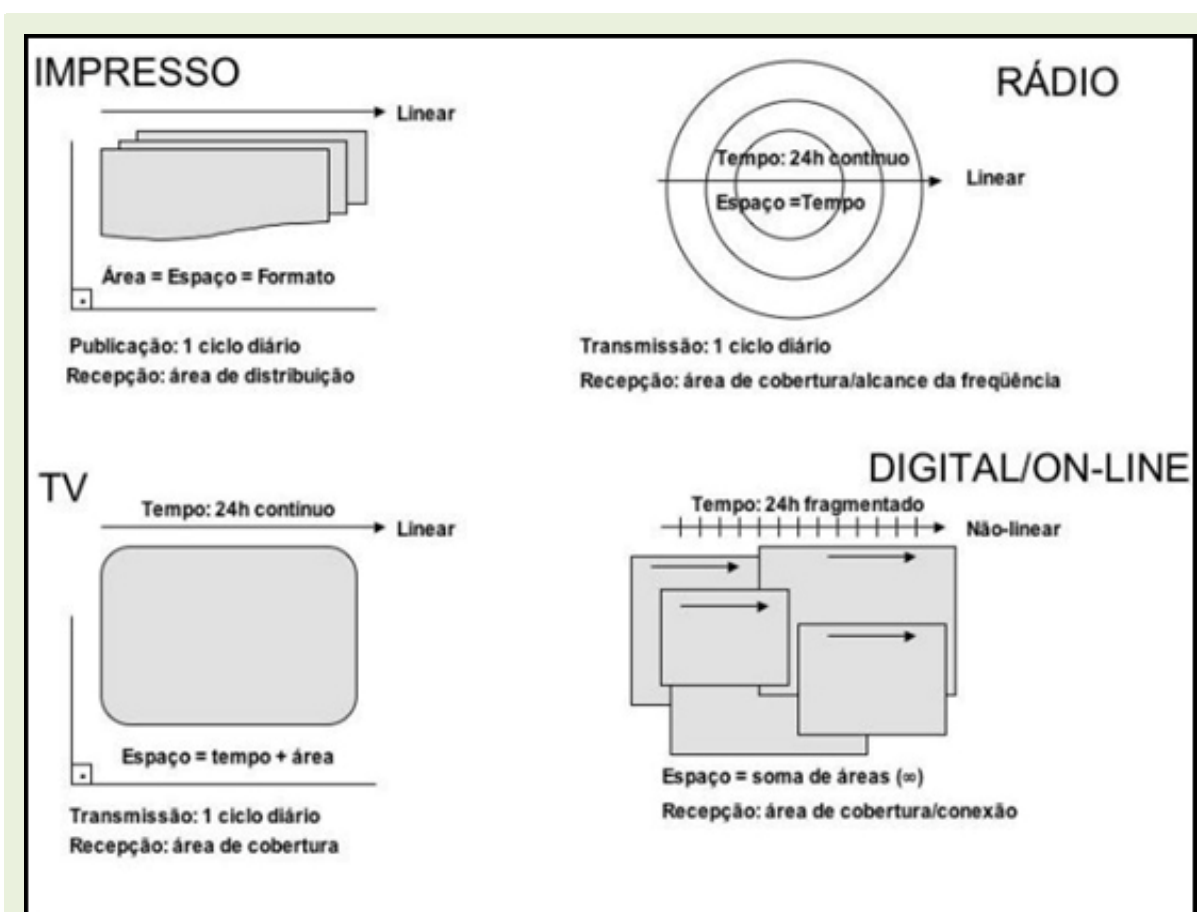 IMPRESSO
Linear
Área = Espaço = Formato
Publicação: 1 ciclo diário
Recepção: área de distribuição
RÁDIO
Tempo: 24h contínuo
Linear
Espaço =Tempo
Transmissão: 1 ciclo diário
Recepção: área de cobertura/alcance da freqüência
TV
Tempo: 24h contínuo
Linear
Espaço = tempo + área
Transmissão: 1 ciclo diário
Recepção: área de cobertura
DIGITAL/ON-LINE
Tempo: 24h fragmentado
Não-linear
Espaço = soma de áreas (∞)
Recepção: área de cobertura/conexão